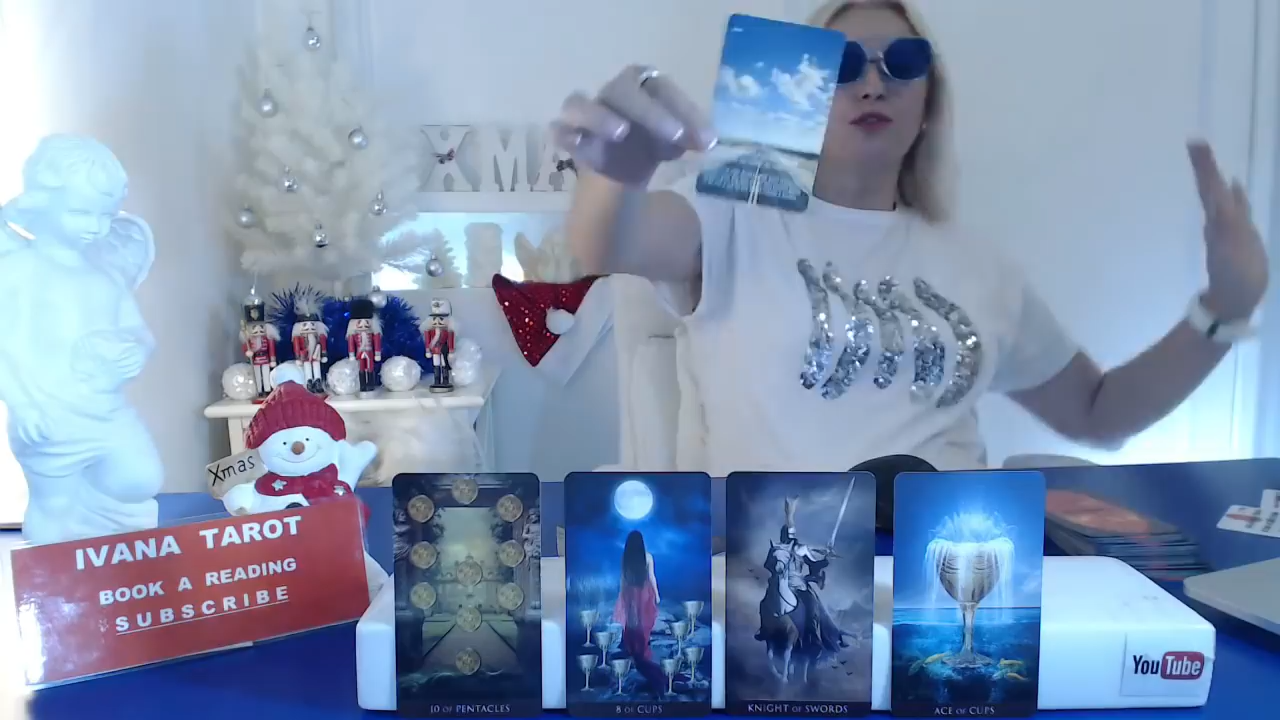 XMA
Xmas
IVANA TAROT
BOOK A READING
SUBSCRIBE
10 OF PENTACLES
8 OF CUPS
KNIGHT OF SWORDS
ACE OF CUPS
YouTube